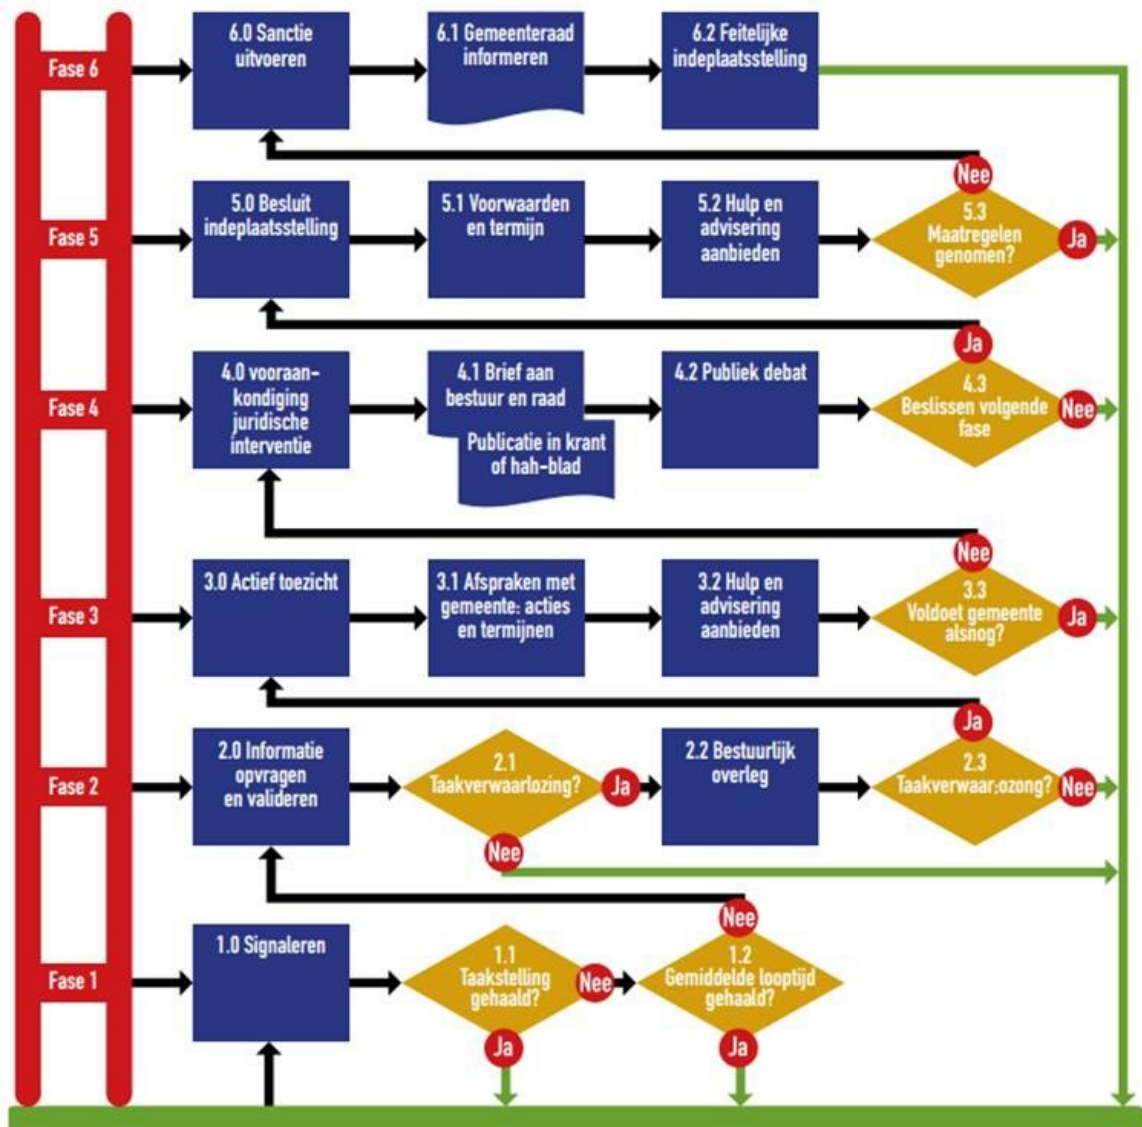 Fase 6
6.0 Sanctie
uitvoeren
6.1 Gemeenteraad
informeren
6.2 Feitelijke
indeplaatsstelling
Fase 5
5.0 Besluit
indeplaatsstelling
5.1 Voorwaarden
en termijn
5.2 Hulp en
advisering
aanbieden
Nee
5.3
Maatregelen
genomen?
Ja
Fase 4
4.0 vooraan-
kondiging
juridische
interventie
4.1 Brief aan
bestuur en raad
Publicatie in krant
of hah-blad
4.2 Publiek debat
Ja
4.3
Beslissen volgende
fase
Nee
Fase 3
3.0 Actief toezicht
3.1 Afspraken met
gemeente: acties
en termijnen
3.2 Hulp en
advisering
aanbieden
Nee
3.3
Voldoet gemeente
alsnog?
Ja
Fase 2
2.0 Informatie
opvragen
en valideren
2.1
Taakverwaarlozing?
Ja
Nee
2.2 Bestuurlijk
overleg
Ja
2.3
Taakverwaar:ozong?
Nee
Fase 1
1.0 Signaleren
1.1
Taakstelling
gehaald?
Nee
Ja
Nee
1.2
Gemiddelde looptijd
gehaald?
Ja